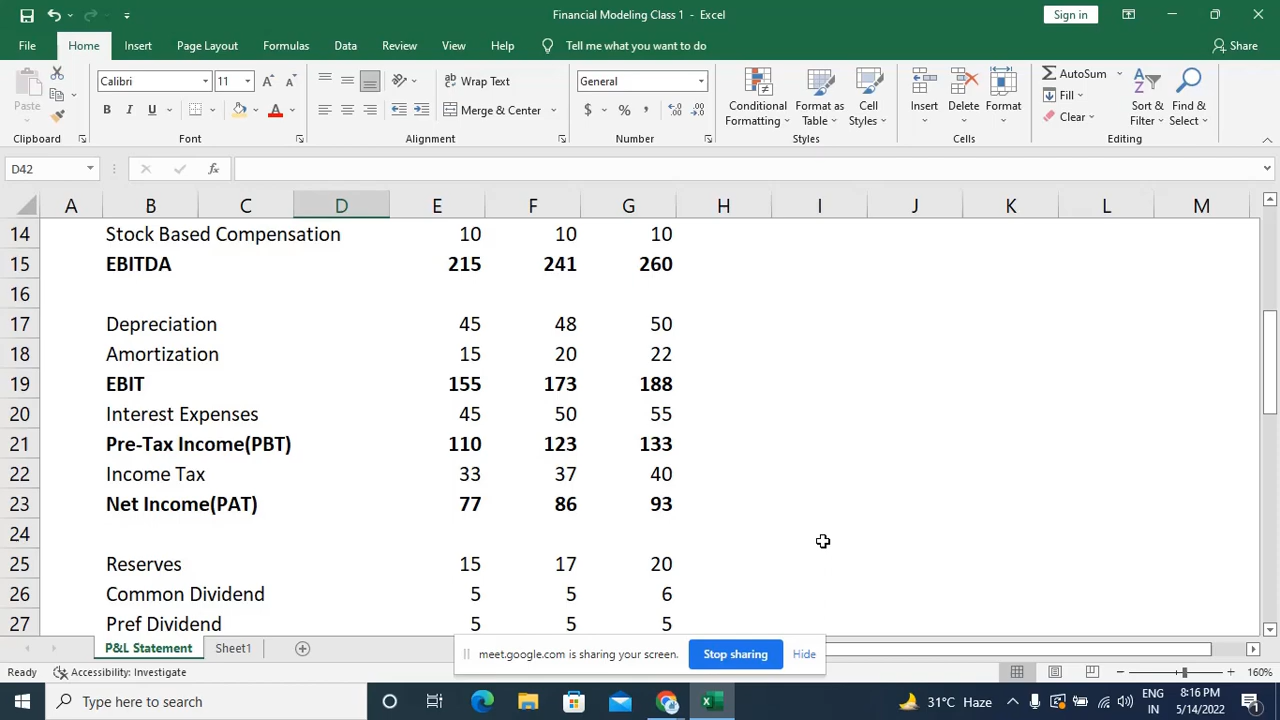 Financial Modeling Class 1 - Excel
Sign in
File Home Insert Page Layout Formulas Data Review View Help Tell me what you want to do Share
Paste
Calibri 11
B I U
Wrap Text
Merge & Center
General
$ % ,
Conditional Formatting
Format as Table
Cell Styles
Insert Delete Format
AutoSum
Fill
Clear
Sort & Filter
Find & Select
Clipboard Font Alignment Number Styles Cells Editing
D42 fx
A B C D E F G H I J K L M
14 Stock Based Compensation 10 10 10
15 EBITDA 215 241 260
16
17 Depreciation 45 48 50
18 Amortization 15 20 22
19 EBIT 155 173 188
20 Interest Expenses 45 50 55
21 Pre-Tax Income(PBT) 110 123 133
22 Income Tax 33 37 40
23 Net Income(PAT) 77 86 93
24
25 Reserves 15 17 20
26 Common Dividend 5 5 6
27 Pref Dividend 5 5 5
P&L Statement Sheet1
meet.google.com is sharing your screen. Stop sharing Hide
Ready Accessibility: Investigate 160%
Type here to search
31°C Haze
ENG
IN
8:16 PM
5/14/2022
1